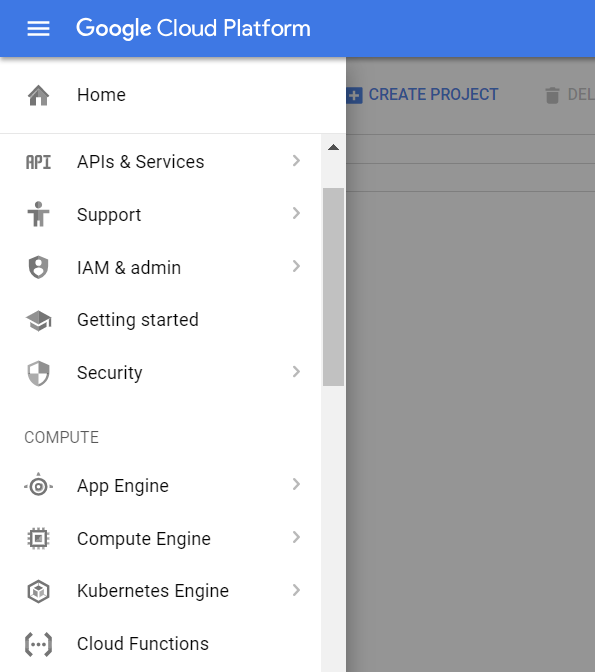 Google Cloud Platform
Home
CREATE PROJECT
DEL
API APIs & Services
Support
IAM & admin
Getting started
Security
COMPUTE
App Engine
Compute Engine
Kubernetes Engine
Cloud Functions